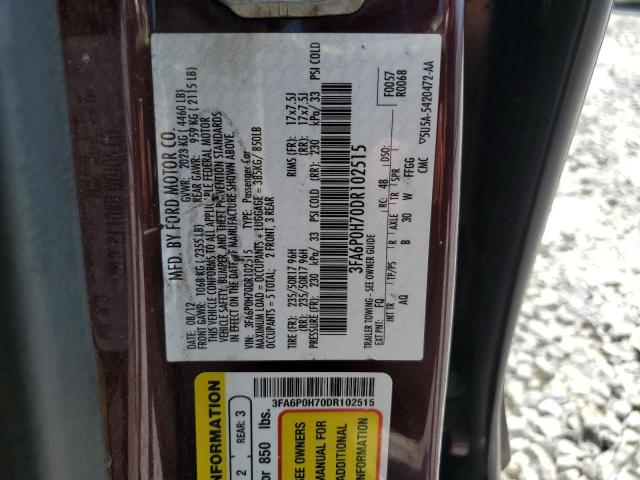 MFD. BY FORD MOTOR CO.
DATE: 08/12 GVWR: 2023 KG ( 4460 LB)
FRONT GAWR: 1068 KG ( 2355 LB) REAR GAWR: 959 KG ( 2115 LB)
THIS VEHICLE CONFORMS TO ALL APPLICABLE FEDERAL MOTOR
VEHICLE SAFETY, BUMPER, AND THEFT PREVENTION STANDARDS
IN EFFECT ON THE DATE OF MANUFACTURE SHOWN ABOVE.
VIN: 3FA6P0H70DR102515 TYPE: Passenger Car
MAXIMUM LOAD = OCCUPANTS + LUGGAGE = 385KG/ 850LB
OCCUPANTS = 5 TOTAL; 2 FRONT, 3 REAR
TIRE (FR): 235/50R17 96H RIMS (FR): 17x7.5J
(RR): 235/50R17 96H (RR): 17x7.5J
PRESSURE (FR): 230 kPa/ 33 PSI COLD (RR): 230 kPa/ 33 PSI COLD
3FA6P0H70DR102515
F0057
R0068
TRAILER TOWING - SEE OWNER GUIDE
EXT PNT: FQ RC: 48 DSO:
INT TR TP/PS R AXLE TR SPR
AQ B 30 W FFGG
CMC
5U5A-5420472-AA
3FA6P0H70DR102515
INFORMATION
2 REAR: 3
or 850 lbs.
SEE OWNERS
MANUAL FOR
ADDITIONAL